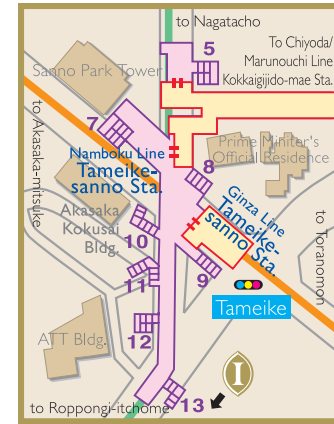 to Nagatacho
5
To Chiyoda/
Marunouchi Line
Kokkaigijido-mae Sta.
Sanno Park Tower
to Akasaka-mitsuke
7
Namboku Line
Tameike-
sanno Sta.
Prime Miniter's
Official Residence
8
Ginza Line
Tameike-
sanno Sta.
to Toranomon
Akasaka
Kokusai
Bldg.
10
11
9
Tameike
12
ATT Bldg.
I
to Roppongi-itchome
13